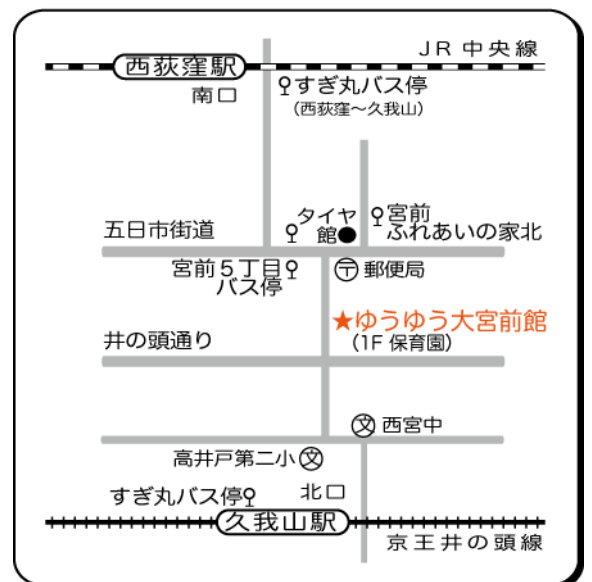 JR 中央線
西荻窪駅
南口
すぎ丸バス停
(西荻窪〜久我山)
タイヤ
館
宮前
ふれあいの家北
五日市街道
宮前5丁目
バス停
〒郵便局
★ゆうゆう大宮前館
(1F 保育園)
井の頭通り
文 西宮中
高井戸第二小 文
すぎ丸バス停
北口
久我山駅
京王井の頭線